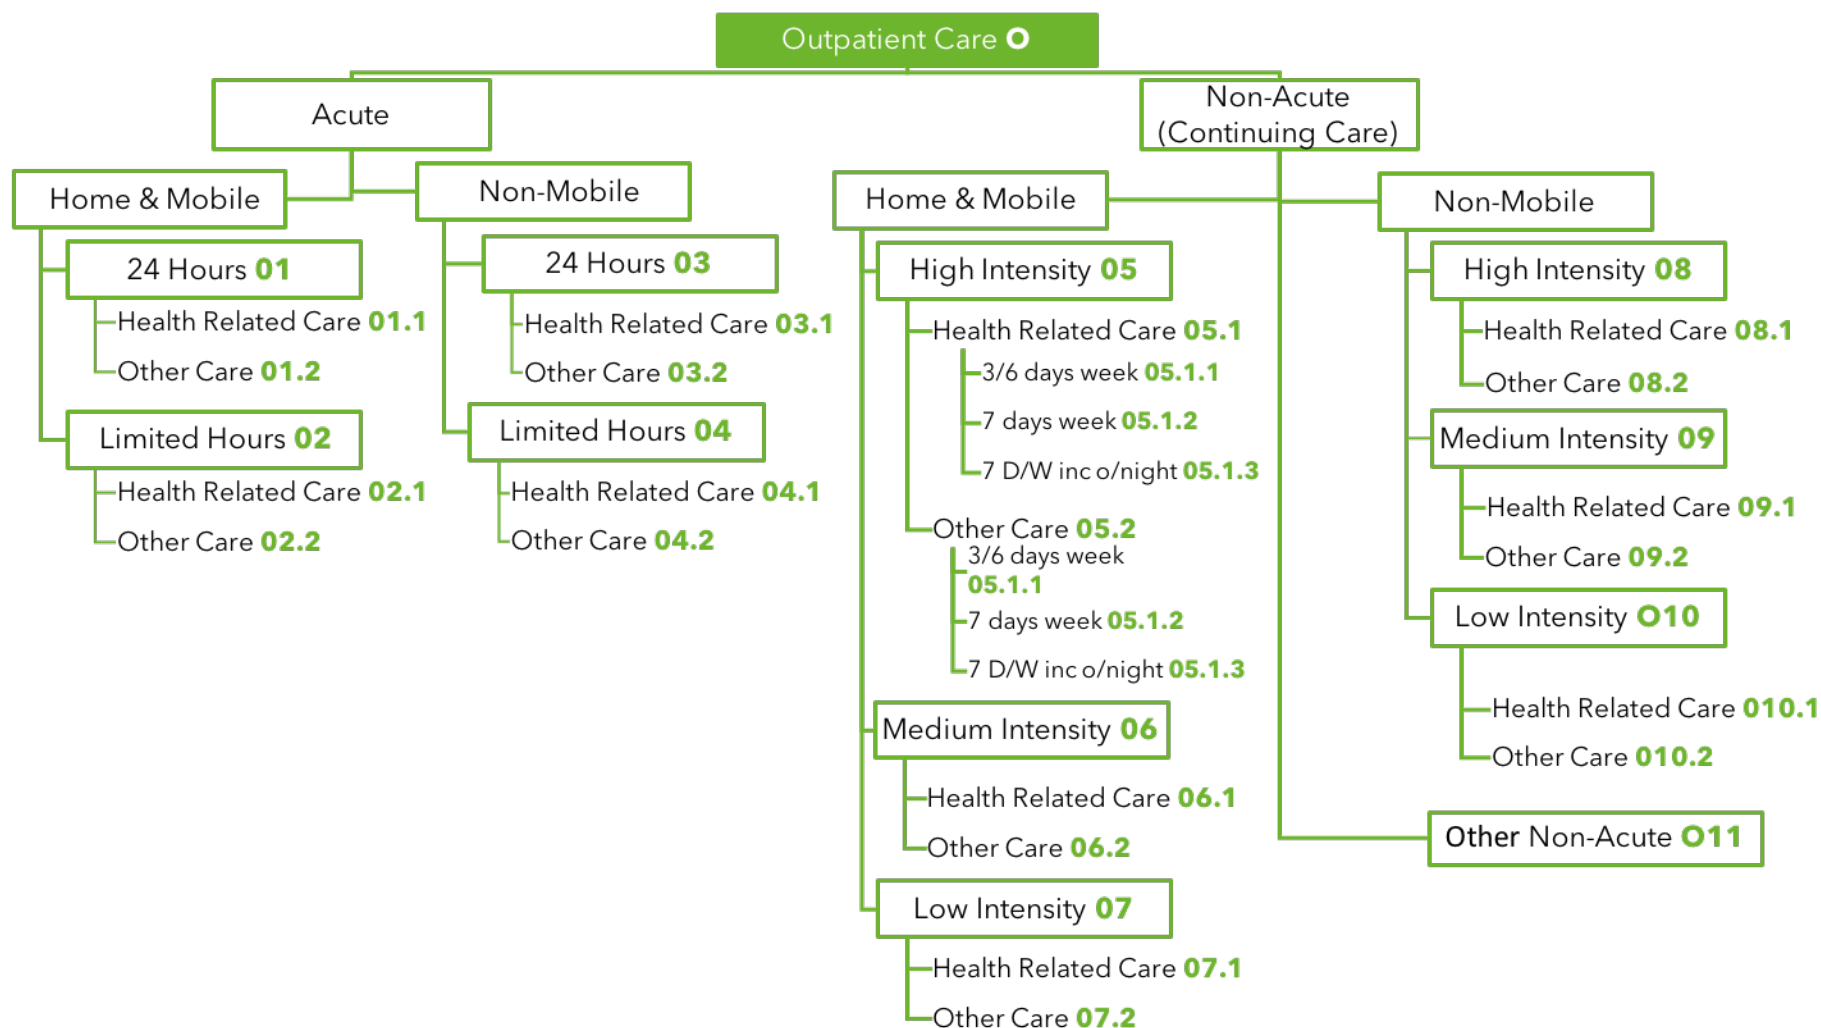 Outpatient Care O
Acute
Home & Mobile
24 Hours 01
Health Related Care 01.1
Other Care 01.2
Limited Hours 02
Health Related Care 02.1
Other Care 02.2
Non-Mobile
24 Hours 03
Health Related Care 03.1
Other Care 03.2
Limited Hours 04
Health Related Care 04.1
Other Care 04.2
Non-Acute
(Continuing Care)
Home & Mobile
High Intensity 05
Health Related Care 05.1
3/6 days week 05.1.1
7 days week 05.1.2
7 D/W inc o/night 05.1.3
Other Care 05.2
3/6 days week
05.1.1
7 days week 05.1.2
7 D/W inc o/night 05.1.3
Medium Intensity 06
Health Related Care 06.1
Other Care 06.2
Low Intensity 07
Health Related Care 07.1
Other Care 07.2
Non-Mobile
High Intensity 08
Health Related Care 08.1
Other Care 08.2
Medium Intensity 09
Health Related Care 09.1
Other Care 09.2
Low Intensity O10
Health Related Care 010.1
Other Care 010.2
Other Non-Acute O11